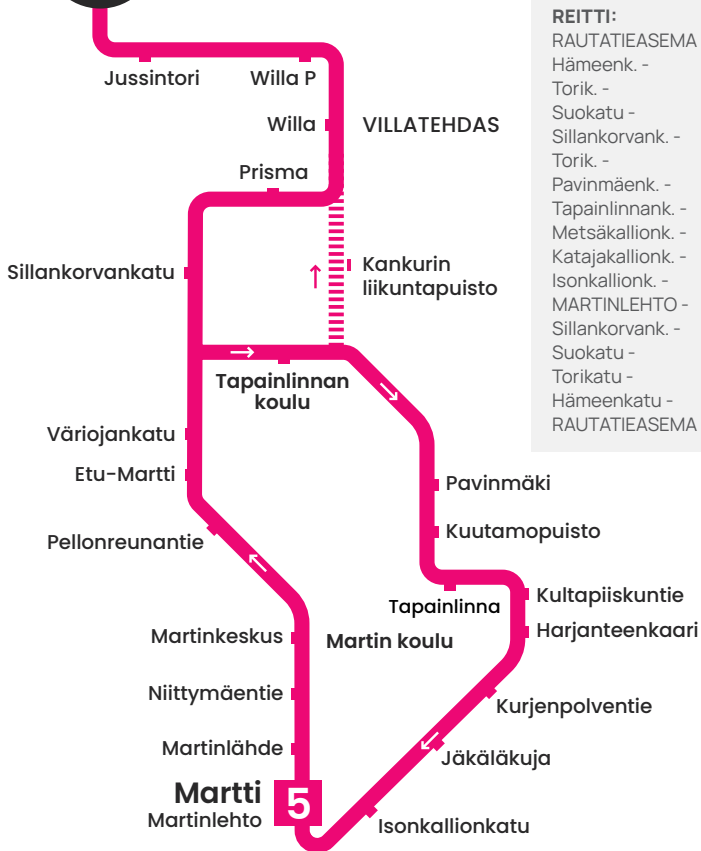 Jussintori
Willa P
Willa
VILLATEHDAS
Prisma
Sillankorvankatu
Kankurin
liikuntapuisto
Tapainlinnan
koulu
Väriojankatu
Etu-Martti
Pellonreunantie
Pavinmäki
Kuutamopuisto
Tapainlinna
Kultapiiskuntie
Harjanteenkaari
Martinkeskus
Martin koulu
Niittymäentie
Kurjenpolventie
Martinlähde
Jäkäläkuja
Martti
Martinlehto
5
Isonkallionkatu
REITTI:
RAUTATIEASEMA
Hämeenk. -
Torik. -
Suokatu -
Sillankorvank. -
Torik. -
Pavinmäenk. -
Tapainlinnank. -
Metsäkallionk. -
Katajakallionk. -
Isonkallionk. -
MARTINLEHTO -
Sillankorvank. -
Suokatu -
Torikatu -
Hämeenkatu -
RAUTATIEASEMA